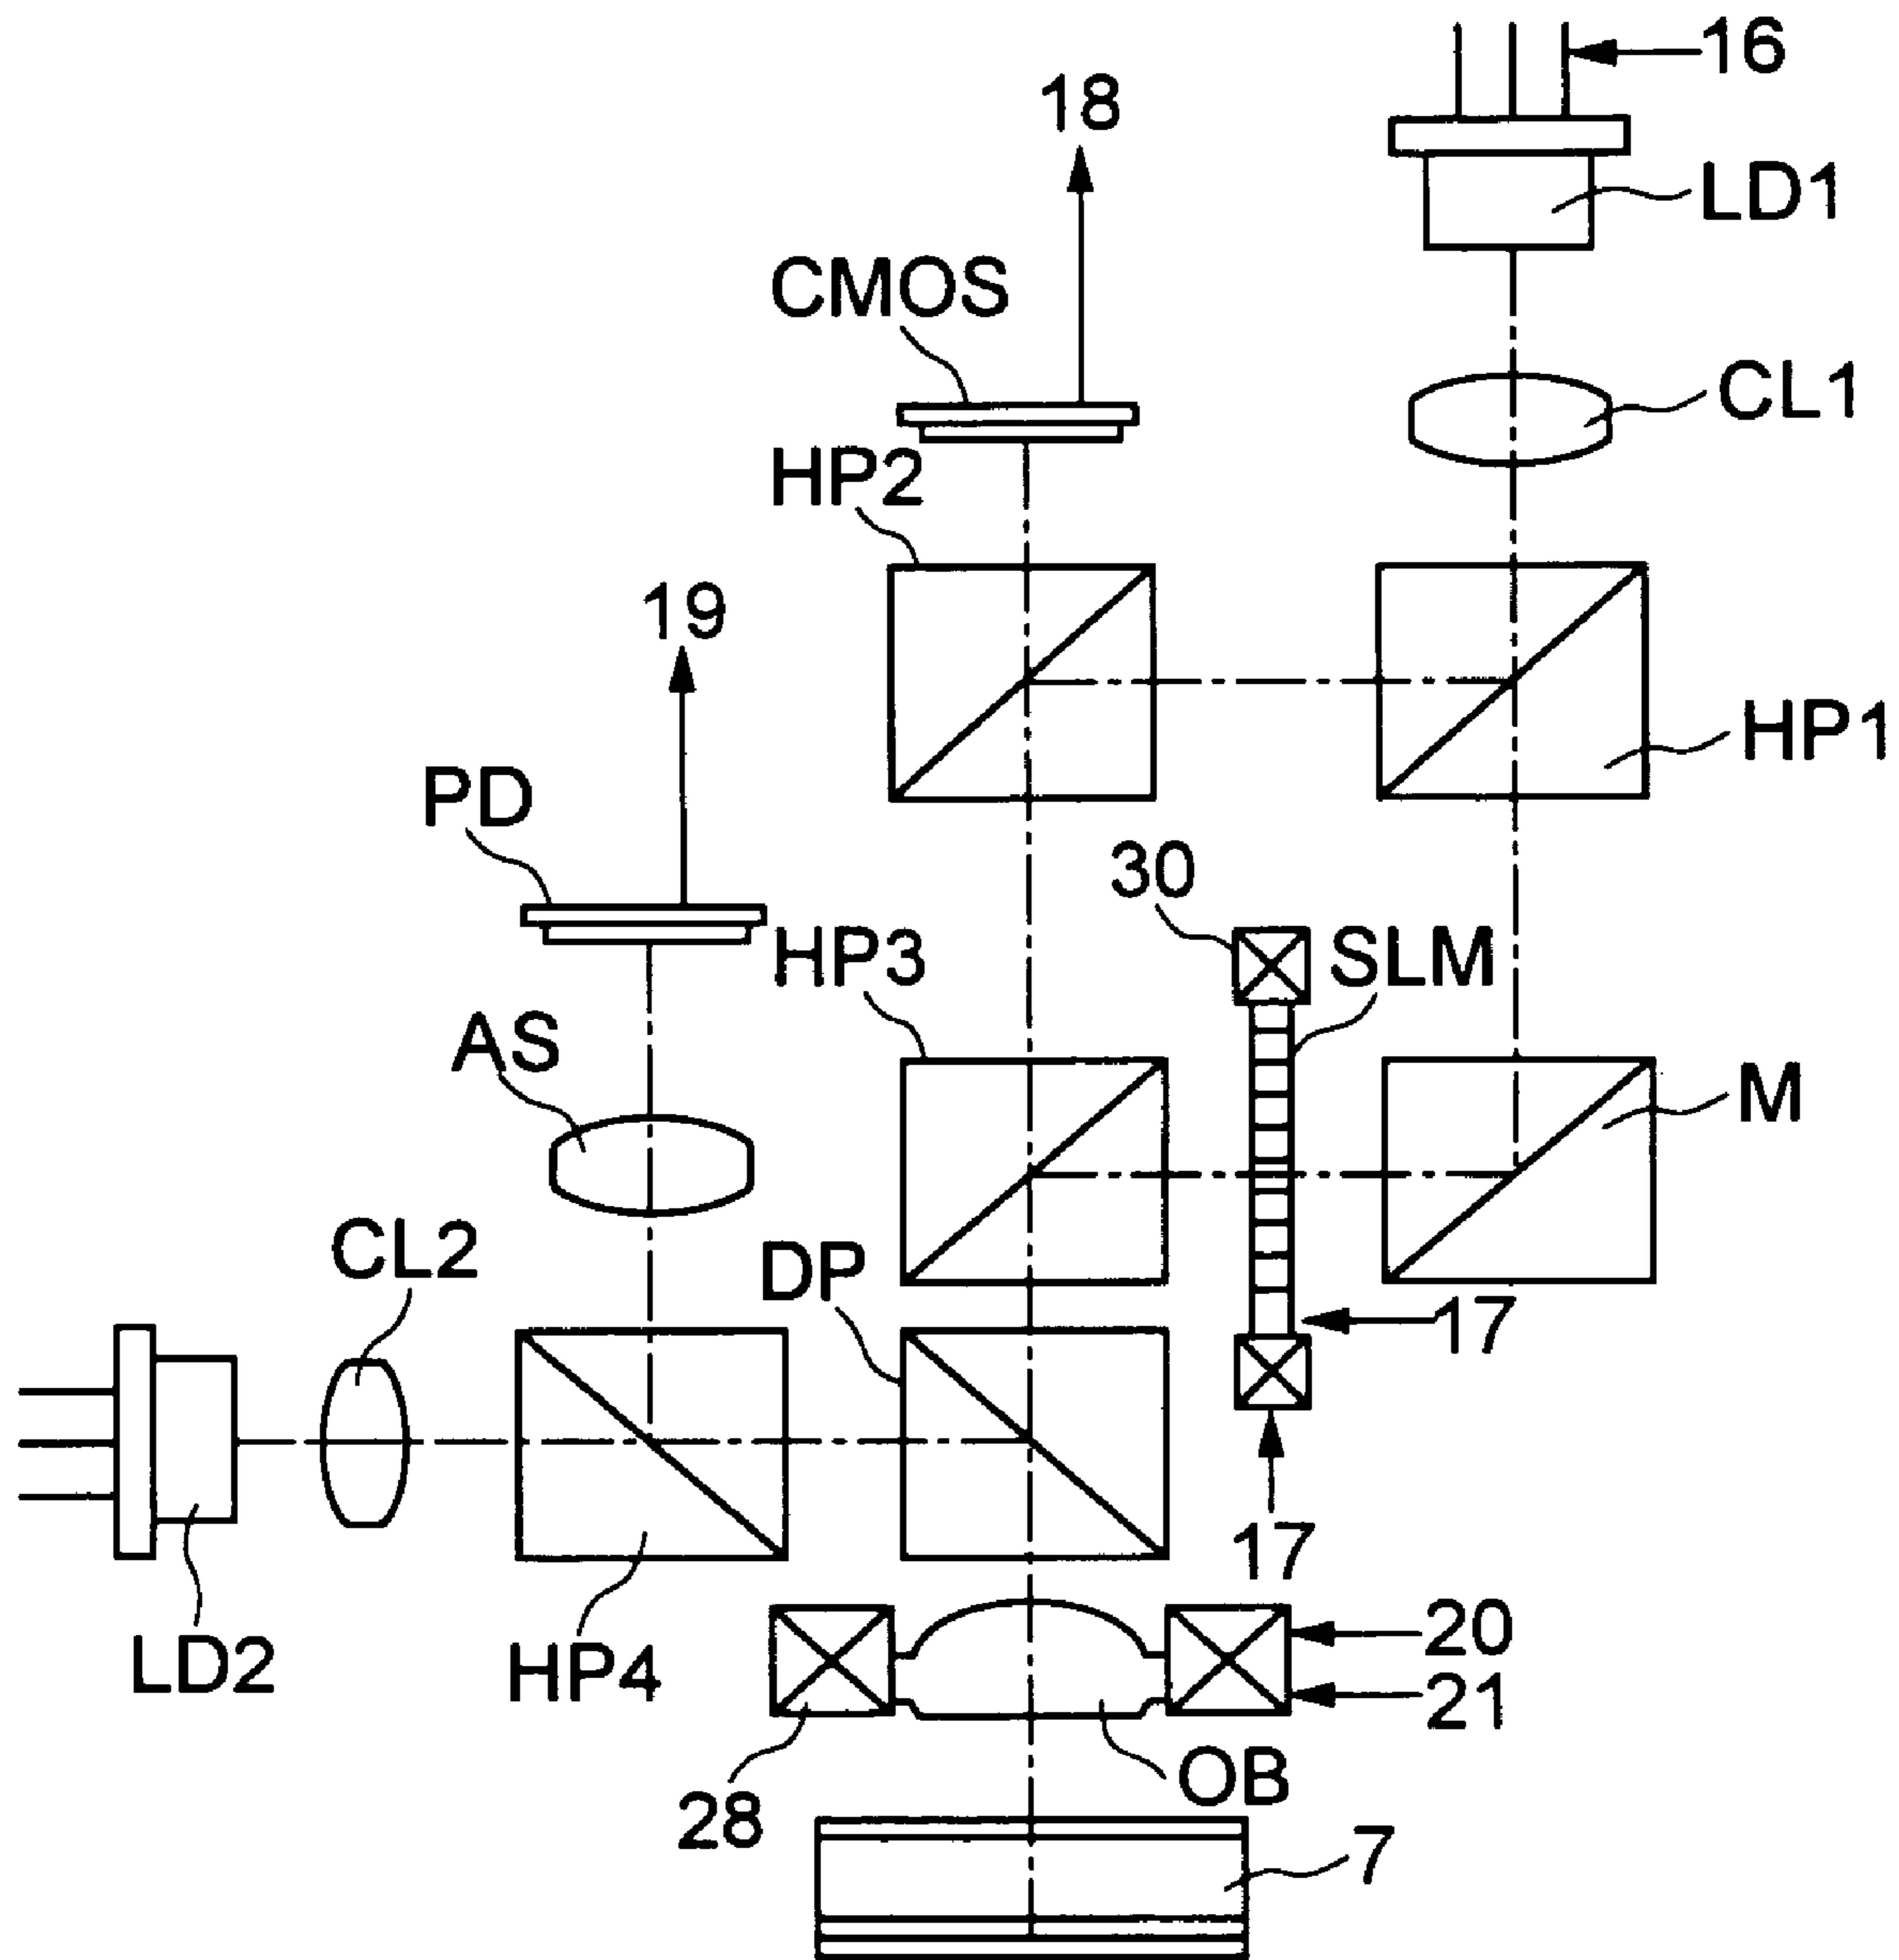 16
18
LD1
CMOS
CL1
HP2
19
HP1
PD
30
HP3
SLM
AS
M
CL2
DP
17
17
20
LD2
HP4
21
OB
28
7